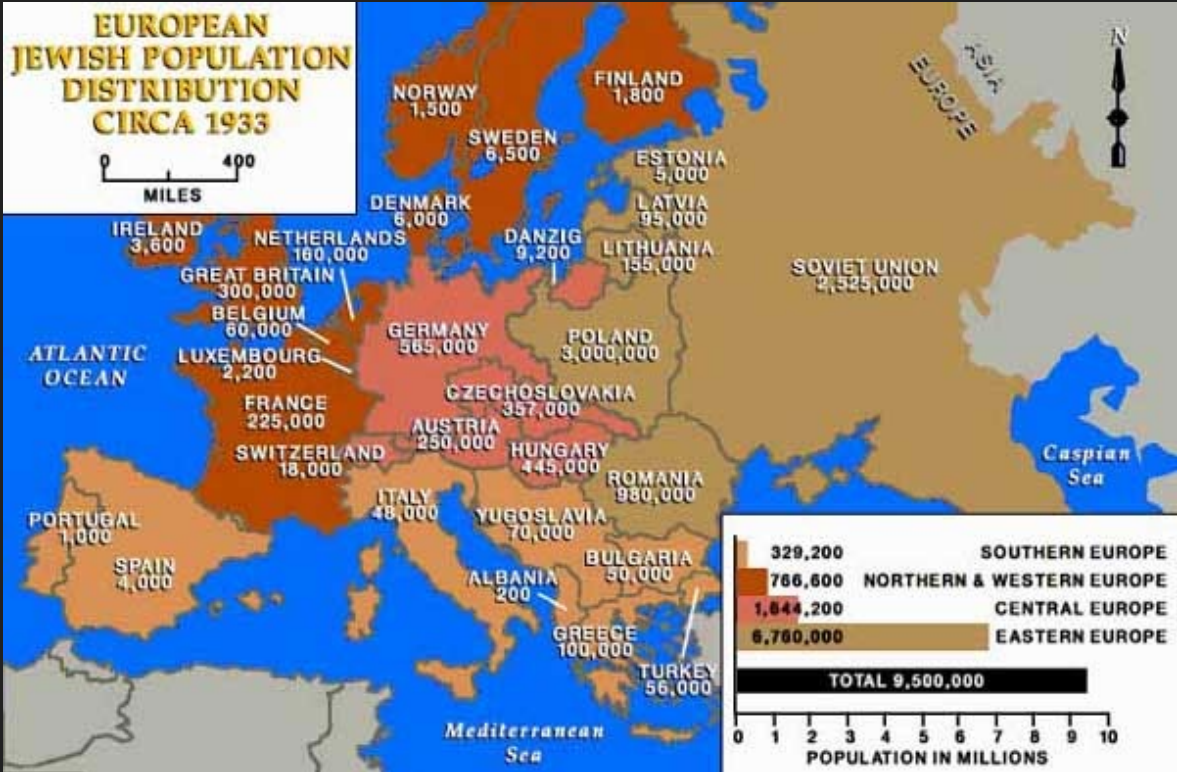 EUROPEAN
JEWISH POPULATION
DISTRIBUTION
CIRCA 1933
0 400
MILES
N
ASIA
EUROPE
NORWAY
1,500
FINLAND
1,800
SWEDEN
6,500
ESTONIA
5,000
DENMARK
6,000
LATVIA
95,000
IRELAND
3,600
NETHERLANDS
160,000
DANZIG
9,200
LITHUANIA
155,000
GREAT BRITAIN
300,000
SOVIET UNION
2,525,000
BELGIUM
60,000
GERMANY
565,000
POLAND
3,000,000
ATLANTIC
OCEAN
LUXEMBOURG
2,200
CZECHOSLOVAKIA
357,000
FRANCE
225,000
AUSTRIA
250,000
HUNGARY
445,000
SWITZERLAND
18,000
ROMANIA
980,000
Caspian
Sea
ITALY
48,000
YUGOSLAVIA
70,000
PORTUGAL
1,000
SPAIN
4,000
BULGARIA
50,000
ALBANIA
200
GREECE
100,000
TURKEY
56,000
Mediterranean
Sea
329,200 SOUTHERN EUROPE
766,600 NORTHERN & WESTERN EUROPE
1,644,200 CENTRAL EUROPE
6,760,000 EASTERN EUROPE
TOTAL 9,500,000
0 1 2 3 4 5 6 7 8 9 10
POPULATION IN MILLIONS